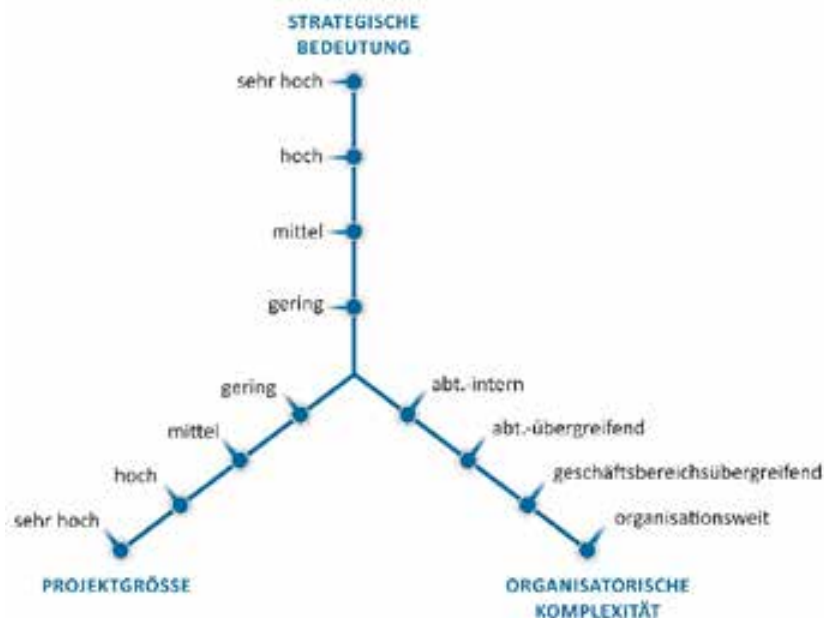 STRATEGISCHE
BEDEUTUNG
sehr hoch
hoch
mittel
gering
gering
mittel
hoch
sehr hoch
abt.-intern
abt.-übergreifend
geschäftsbereichsübergreifend
organisationsweit
PROJEKTGRÖSSE
ORGANISATORISCHE
KOMPLEXITÄT